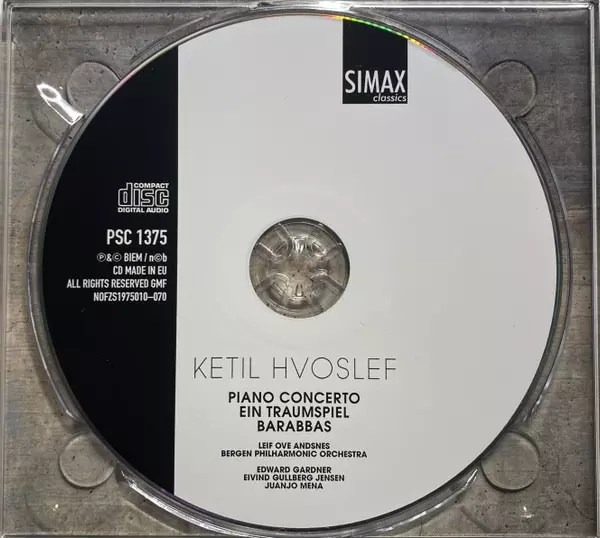 SIMAX
classics
COMPACT
disc
DIGITAL AUDIO
PSC 1375
℗&© BIEM / n©b
CD MADE IN EU
ALL RIGHTS RESERVED GMF
NOFZS1975010–070
KETIL HVOSLEF
PIANO CONCERTO
EIN TRAUMSPIEL
BARABBAS
LEIF OVE ANDSNES
BERGEN PHILHARMONIC ORCHESTRA
EDWARD GARDNER
EIVIND GULLBERG JENSEN
JUANJO MENA